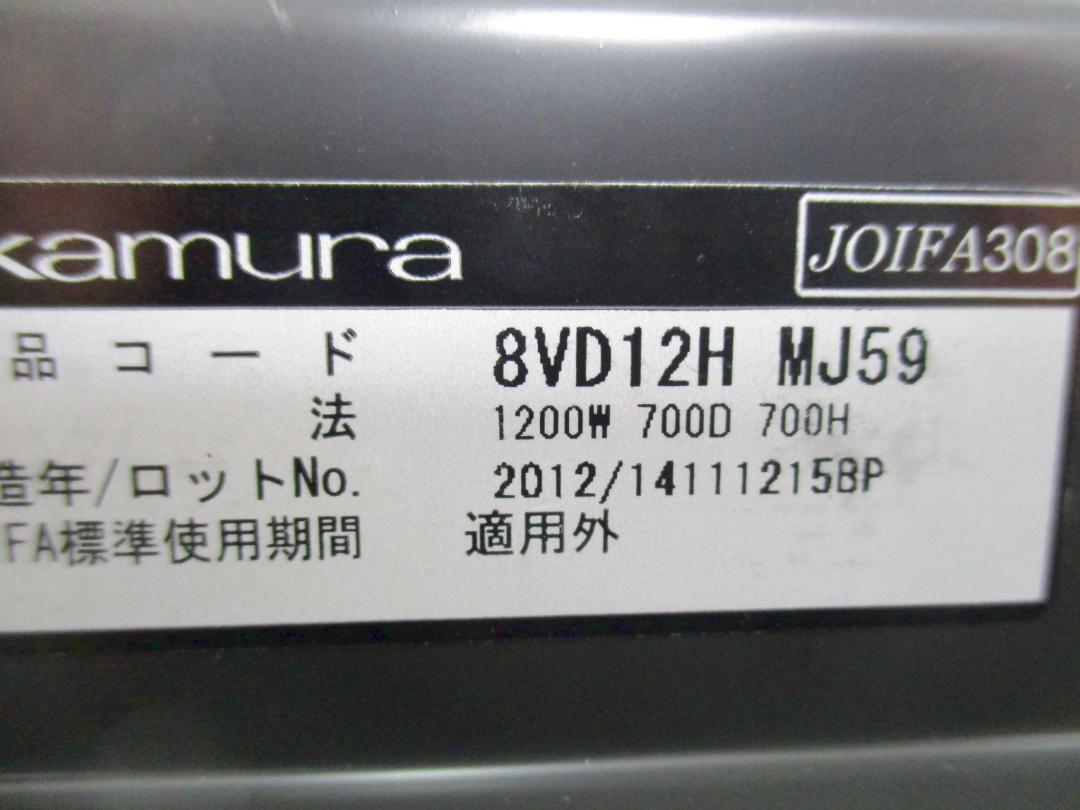 kamura
JOIFA308
品コード 8VD12H MJ59
法 1200W 700D 700H
造年/ロットNo. 2012/14111215BP
FA標準使用期間 適用外